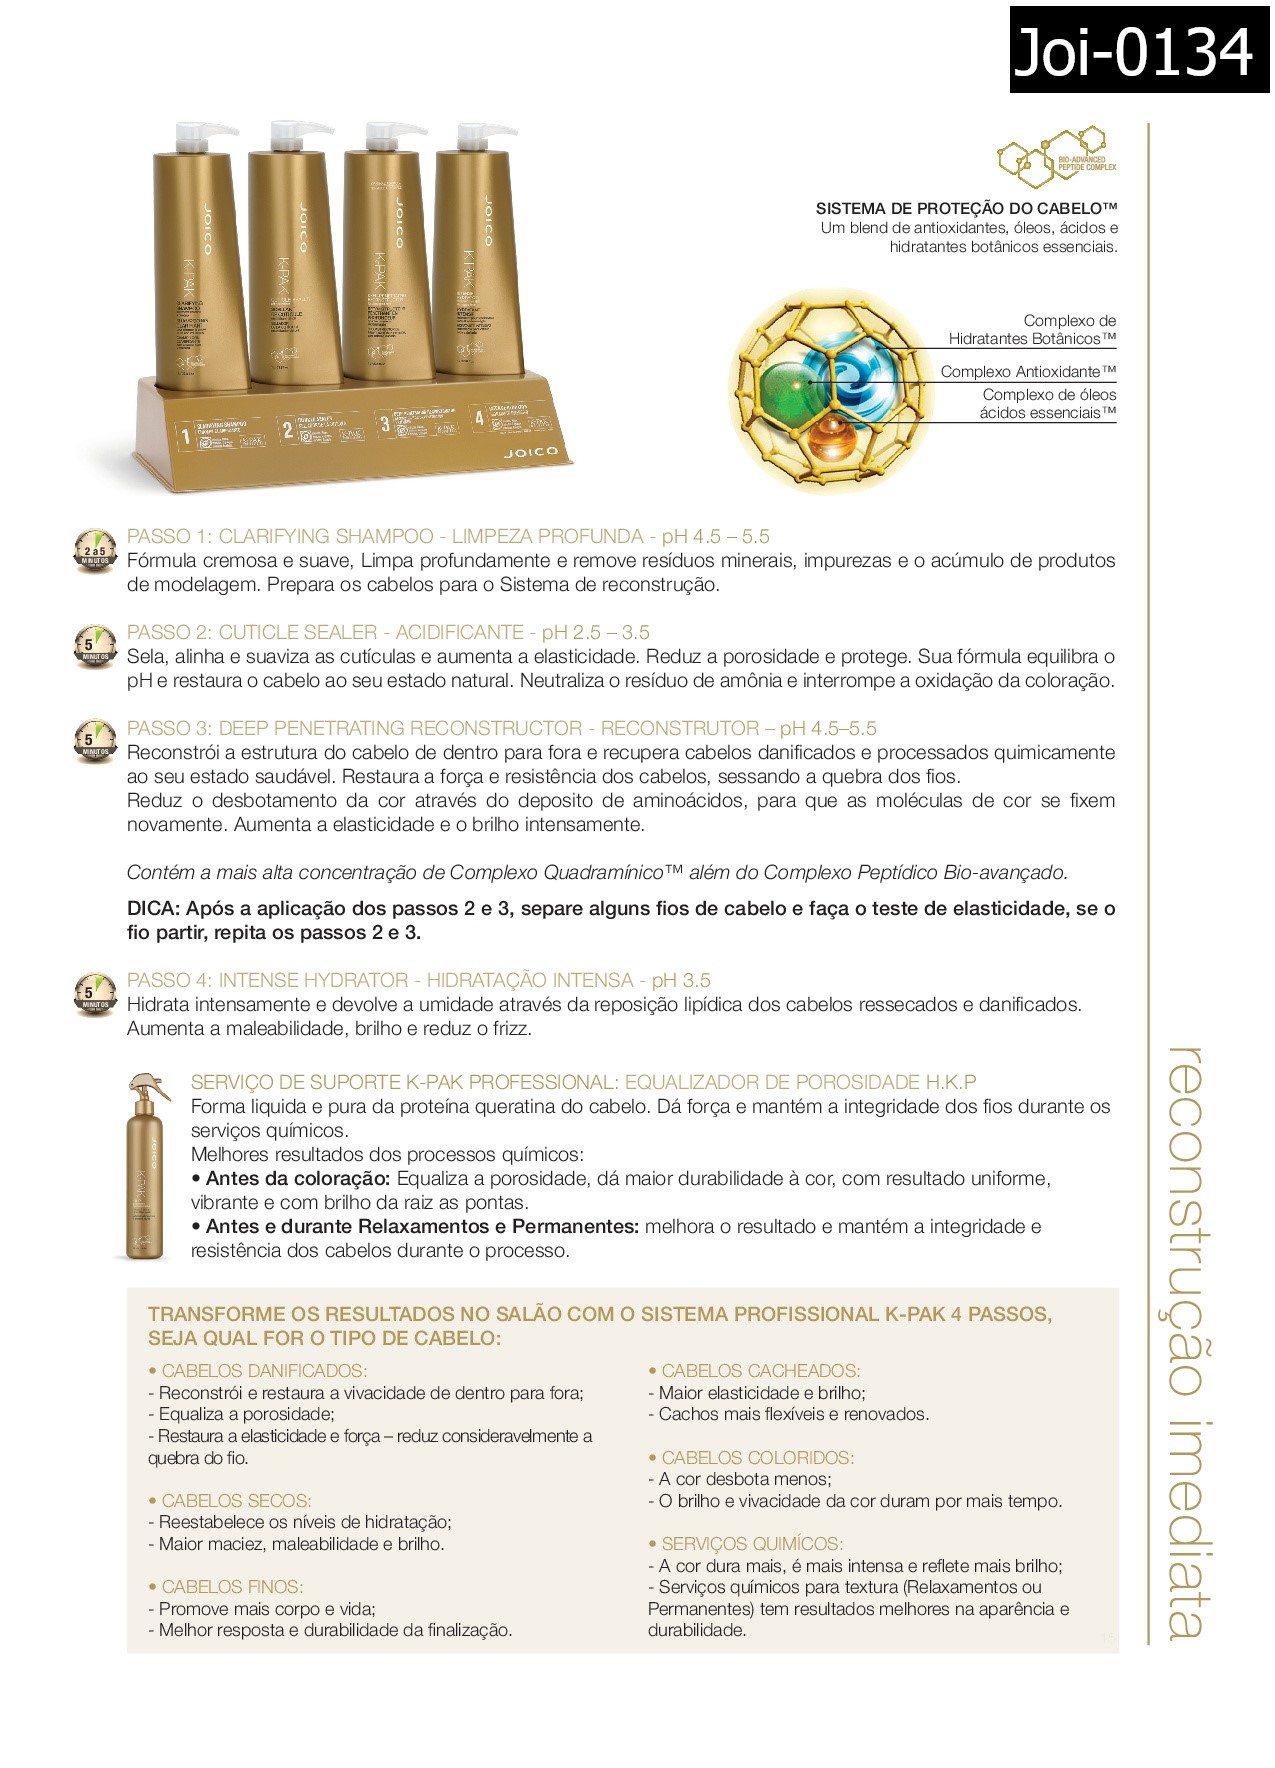 Joi-0134
BIO-ADVANCED
PEPTIDE COMPLEX
SISTEMA DE PROTEÇÃO DO CABELO™
Um blend de antioxidantes, óleos, ácidos e
hidratantes botânicos essenciais.
JOICO
K-PAK
CLARIFYING
SHAMPOO
JOICO
K-PAK
JOICO
K-PAK
JOICO
K-PAK
1 CLARIFYING SHAMPOO
2
3
4
JOICO
Complexo de
Hidratantes Botânicos™
Complexo Antioxidante™
Complexo de óleos
ácidos essenciais™
2 a 5
MINUTOS
PASSO 1: CLARIFYING SHAMPOO - LIMPEZA PROFUNDA - pH 4.5 – 5.5
Fórmula cremosa e suave, Limpa profundamente e remove resíduos minerais, impurezas e o acúmulo de produtos
de modelagem. Prepara os cabelos para o Sistema de reconstrução.
5
MINUTOS
PASSO 2: CUTICLE SEALER - ACIDIFICANTE - pH 2.5 – 3.5
Sela, alinha e suaviza as cutículas e aumenta a elasticidade. Reduz a porosidade e protege. Sua fórmula equilibra o
pH e restaura o cabelo ao seu estado natural. Neutraliza o resíduo de amônia e interrompe a oxidação da coloração.
5
MINUTOS
PASSO 3: DEEP PENETRATING RECONSTRUCTOR - RECONSTRUTOR – pH 4.5–5.5
Reconstrói a estrutura do cabelo de dentro para fora e recupera cabelos danificados e processados quimicamente
ao seu estado saudável. Restaura a força e resistência dos cabelos, sessando a quebra dos fios.
Reduz o desbotamento da cor através do deposito de aminoácidos, para que as moléculas de cor se fixem
novamente. Aumenta a elasticidade e o brilho intensamente.
Contém a mais alta concentração de Complexo Quadramínico™ além do Complexo Peptídico Bio-avançado.
DICA: Após a aplicação dos passos 2 e 3, separe alguns fios de cabelo e faça o teste de elasticidade, se o
fio partir, repita os passos 2 e 3.
5
MINUTOS
PASSO 4: INTENSE HYDRATOR - HIDRATAÇÃO INTENSA - pH 3.5
Hidrata intensamente e devolve a umidade através da reposição lipídica dos cabelos ressecados e danificados.
Aumenta a maleabilidade, brilho e reduz o frizz.
JOICO
K-PAK
SERVIÇO DE SUPORTE K-PAK PROFESSIONAL: EQUALIZADOR DE POROSIDADE H.K.P
Forma liquida e pura da proteína queratina do cabelo. Dá força e mantém a integridade dos fios durante os
serviços químicos.
Melhores resultados dos processos químicos:
• Antes da coloração: Equaliza a porosidade, dá maior durabilidade à cor, com resultado uniforme,
vibrante e com brilho da raiz as pontas.
• Antes e durante Relaxamentos e Permanentes: melhora o resultado e mantém a integridade e
resistência dos cabelos durante o processo.
TRANSFORME OS RESULTADOS NO SALÃO COM O SISTEMA PROFISSIONAL K-PAK 4 PASSOS,
SEJA QUAL FOR O TIPO DE CABELO:
• CABELOS DANIFICADOS:
- Reconstrói e restaura a vivacidade de dentro para fora;
- Equaliza a porosidade;
- Restaura a elasticidade e força – reduz consideravelmente a
quebra do fio.
• CABELOS SECOS:
- Reestabelece os níveis de hidratação;
- Maior maciez, maleabilidade e brilho.
• CABELOS FINOS:
- Promove mais corpo e vida;
- Melhor resposta e durabilidade da finalização.
• CABELOS CACHEADOS:
- Maior elasticidade e brilho;
- Cachos mais flexíveis e renovados.
• CABELOS COLORIDOS:
- A cor desbota menos;
- O brilho e vivacidade da cor duram por mais tempo.
• SERVIÇOS QUIMÍCOS:
- A cor dura mais, é mais intensa e reflete mais brilho;
- Serviços químicos para textura (Relaxamentos ou
Permanentes) tem resultados melhores na aparência e
durabilidade.
reconstrução imediata